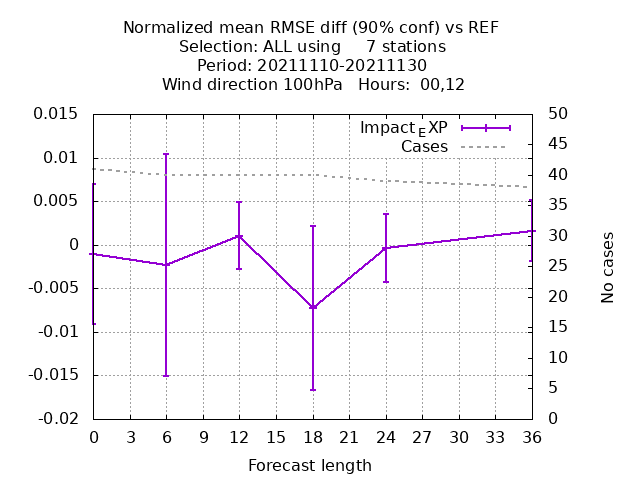 Normalized mean RMSE diff (90% conf) vs REF
Selection: ALL using 7 stations
Period: 20211110-20211130
Wind direction 100hPa Hours: 00,12
Impact_EXP
Cases
0.015
0.01
0.005
0
-0.005
-0.01
-0.015
-0.02
50
45
40
35
30
25
20
15
10
5
0
No cases
0 3 6 9 12 15 18 21 24 27 30 33 36
Forecast length